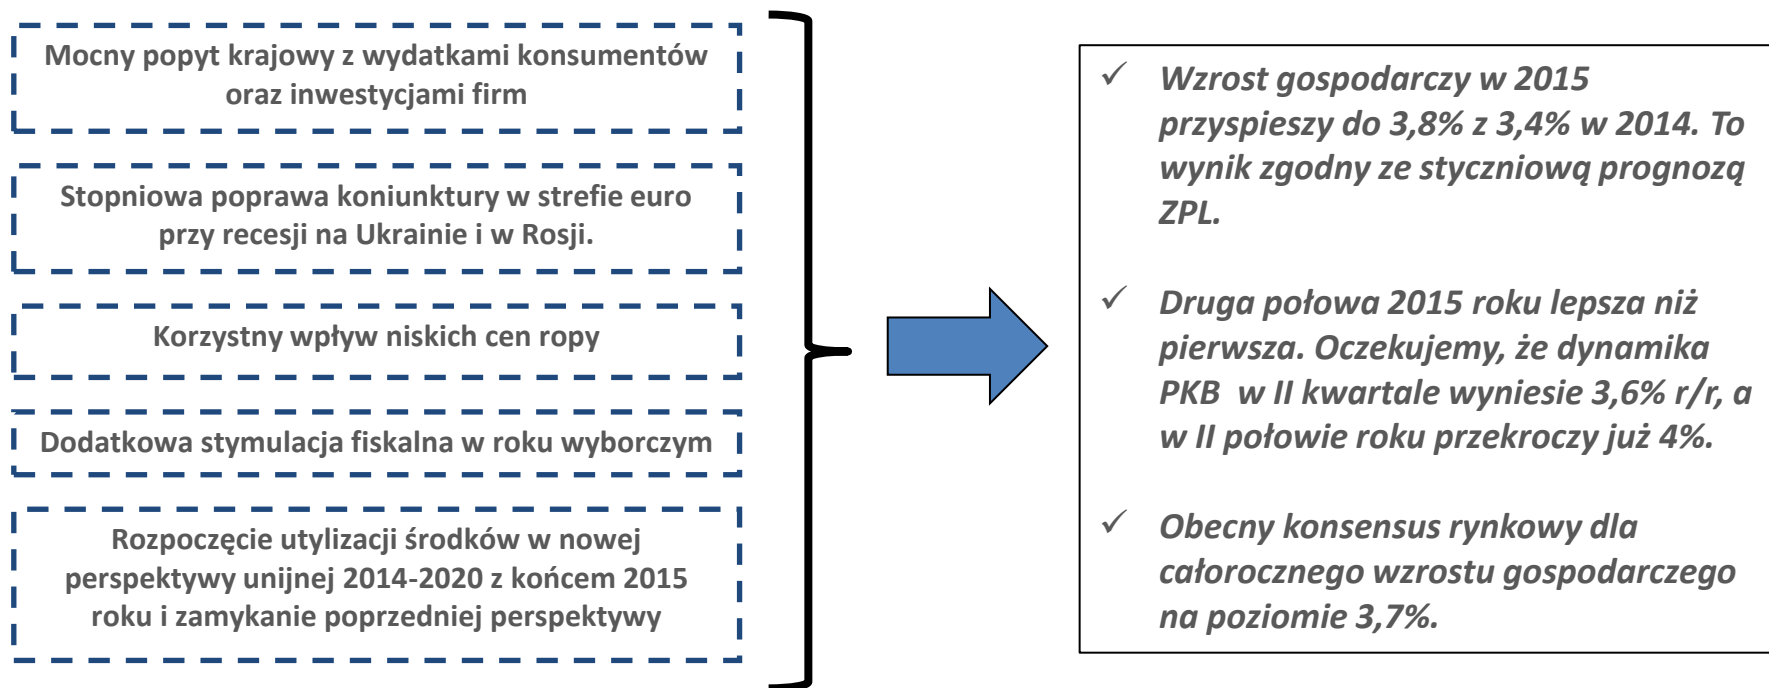 Mocny popyt krajowy z wydatkami konsumentów
oraz inwestycjami firm
Stopniowa poprawa koniunktury w strefie euro
przy recesji na Ukrainie i w Rosji.
Korzystny wpływ niskich cen ropy
Dodatkowa stymulacja fiskalna w roku wyborczym
Rozpoczęcie utylizacji środków w nowej
perspektywy unijnej 2014-2020 z końcem 2015
roku i zamykanie poprzedniej perspektywy
✓ Wzrost gospodarczy w 2015
przyspieszy do 3,8% z 3,4% w 2014. To
wynik zgodny ze styczniową prognozą
ZPL.
✓ Druga połowa 2015 roku lepsza niż
pierwsza. Oczekujemy, że dynamika
PKB w II kwartale wyniesie 3,6% r/r, a
w II połowie roku przekroczy już 4%.
✓ Obecny konsensus rynkowy dla
całorocznego wzrostu gospodarczego
na poziomie 3,7%.